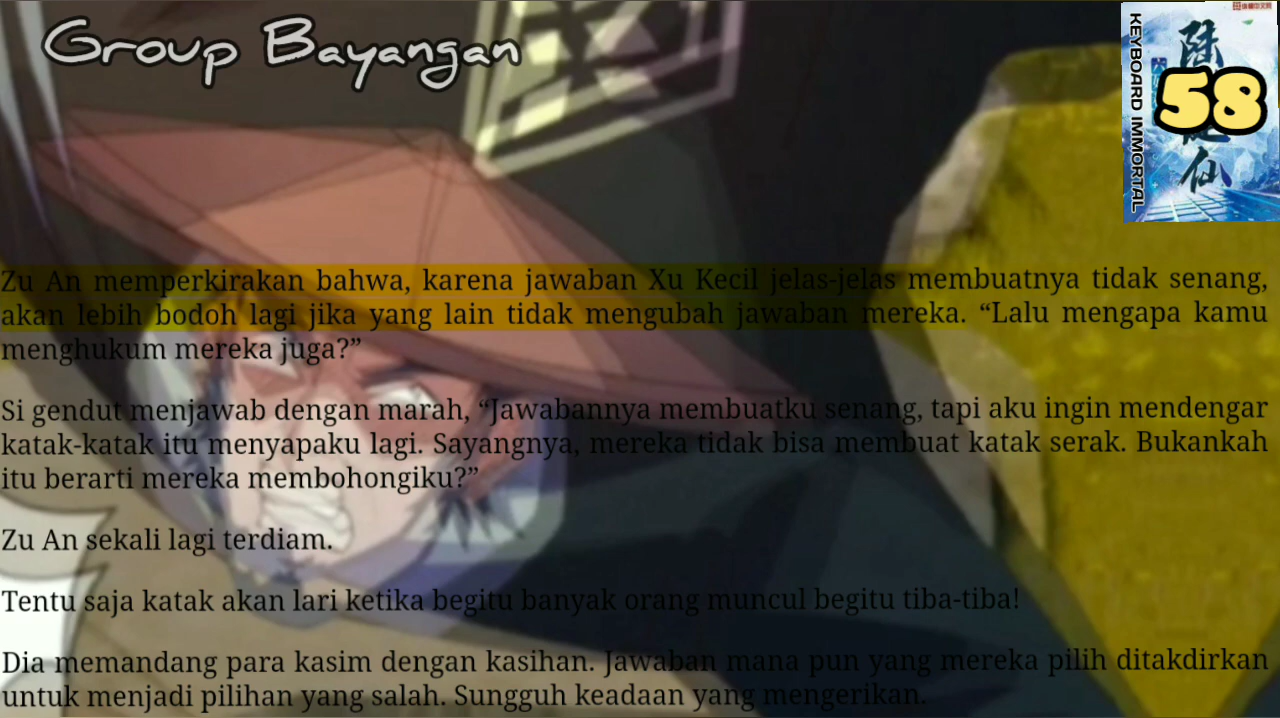 Group Bayangan
KEYBOARD IMMORTAL
58
仙
Zu An memperkirakan bahwa, karena jawaban Xu Kecil jelas-jelas membuatnya tidak senang,
akan lebih bodoh lagi jika yang lain tidak mengubah jawaban mereka. “Lalu mengapa kamu
menghukum mereka juga?”
Si gendut menjawab dengan marah, “Jawabannya membuatku senang, tapi aku ingin mendengar
katak-katak itu menyapaku lagi. Sayangnya, mereka tidak bisa membuat katak serak. Bukankah
itu berarti mereka membohongiku?”
Zu An sekali lagi terdiam.
Tentu saja katak akan lari ketika begitu banyak orang muncul begitu tiba-tiba!
Dia memandang para kasim dengan kasihan. Jawaban mana pun yang mereka pilih ditakdirkan
untuk menjadi pilihan yang salah. Sungguh keadaan yang mengerikan.